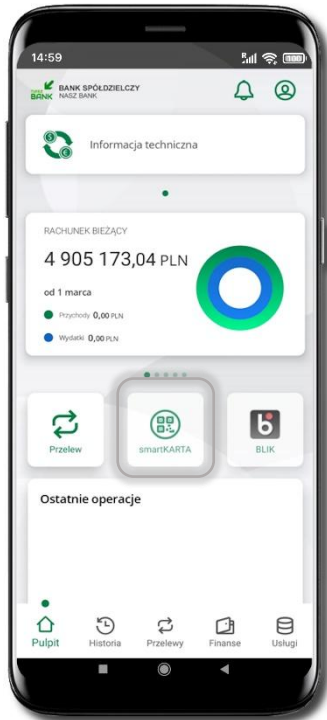 14:59
NASZ BANK
BANK SPÓŁDZIELCZY
NASZ BANK
Informacja techniczna
RACHUNEK BIEŻĄCY
4 905 173,04 PLN
od 1 marca
Przychody 0,00 PLN
Wydatki 0,00 PLN
Przelew
smartKARTA
BLIK
Ostatnie operacje
Pulpit
Historia
Przelewy
Finanse
Usługi